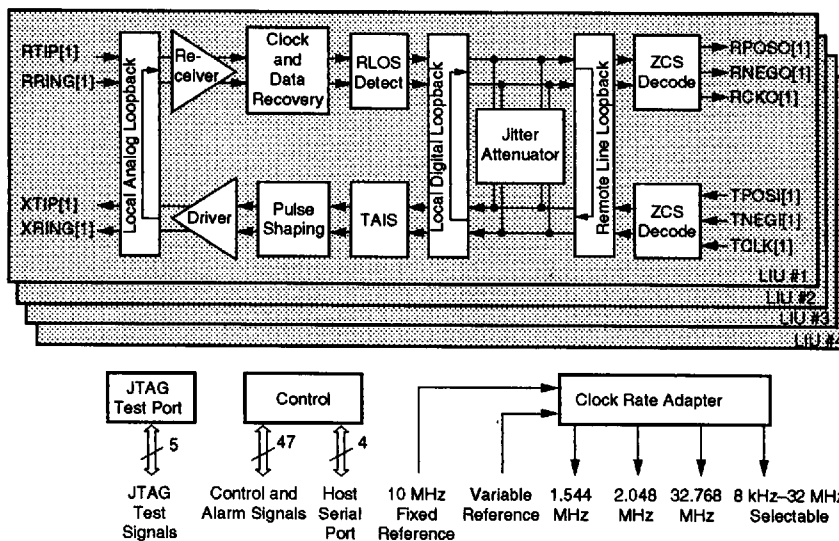 RTIP[1]
RRING[1]
Local Analog Loopback
Re-
ceiver
Clock
and
Data
Recovery
RLOS
Detect
Local Digital Loopback
Jitter
Attenuator
Remote Line Loopback
ZCS
Decode
RPOSO[1]
RNEGO[1]
RCKO[1]
XTIP[1]
XRING[1]
Driver
Pulse
Shaping
TAIS
ZCS
Decode
TPOSI[1]
TNEGI[1]
TCLK[1]
LIU #1
LIU #2
LIU #3
LIU #4
JTAG
Test Port
5
JTAG
Test
Signals
Control
47
4
Control and
Alarm Signals
Host
Serial
Port
Clock Rate Adapter
10 MHz
Fixed
Reference
Variable
Reference
1.544
MHz
2.048
MHz
32.768
MHz
8 kHz–32 MHz
Selectable